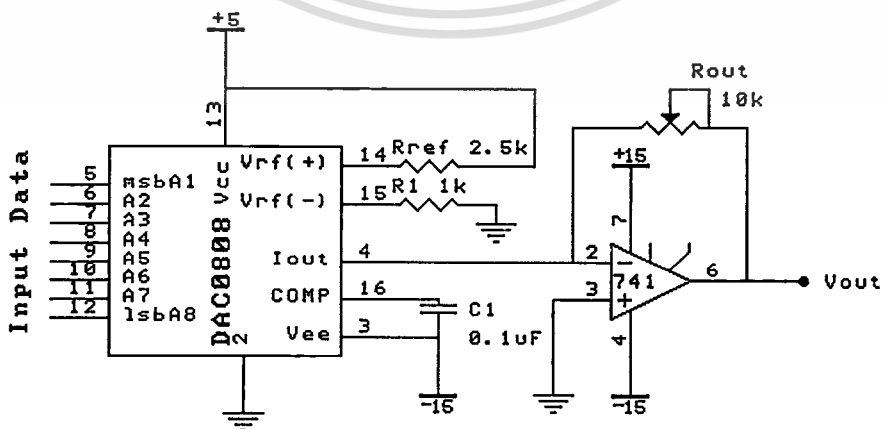 +5
Rout
10k
13
+15
Input Data
5
6
7
8
9
10
11
12
msbA1
A2
A3
A4
A5
A6
A7
lsbA8
Vcc
DAC0808
2
Vrf(+)
Vrf(-)
Iout
COMP
Vee
14
Rref 2.5k
15
R1 1k
4
16
3
C1
0.1uF
-15
7
2
-
741
6
3
+
4
-15
Vout